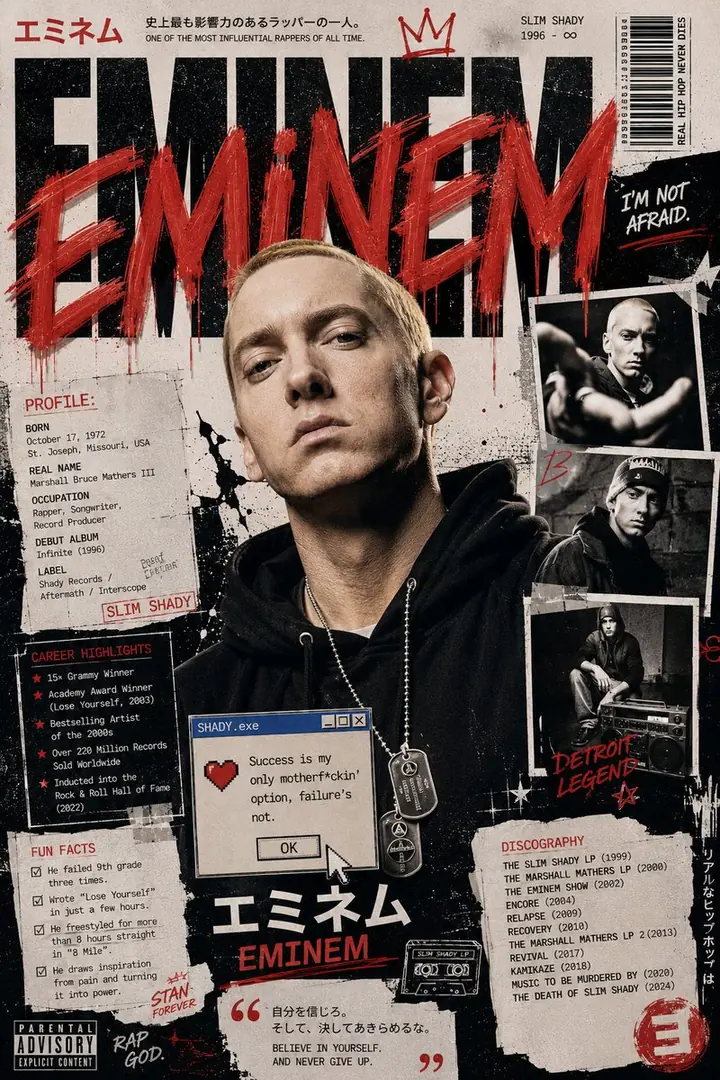 エミネム
史上最も影響力のあるラッパーの一人。
ONE OF THE MOST INFLUENTIAL RAPPERS OF ALL TIME.
SLIM SHADY
1996 - ∞
REAL HIP HOP NEVER DIES
EMINEM
EMiNEM
I'M NOT
AFRAID.
PROFILE:
BORN
October 17, 1972
St. Joseph, Missouri, USA
REAL NAME
Marshall Bruce Mathers III
OCCUPATION
Rapper, Songwriter,
Record Producer
DEBUT ALBUM
Infinite (1996)
LABEL
Shady Records /
Aftermath / Interscope
SLIM SHADY
B
CAREER HIGHLIGHTS
★ 15× Grammy Winner
★ Academy Award Winner
(Lose Yourself, 2003)
★ Bestselling Artist
of the 2000s
★ Over 220 Million Records
Sold Worldwide
★ Inducted into the
Rock & Roll Hall of Fame
(2022)
SHADY.exe
Success is my
only motherf*ckin'
option, failure's
not.
OK
DETROIT
LEGEND
FUN FACTS
☑ He failed 9th grade
three times.
☑ Wrote "Lose Yourself"
in just a few hours.
☑ He freestyled for more
than 8 hours straight
in "8 Mile".
☑ He draws inspiration
from pain and turning
it into power.
STAN
FOREVER
エミネム
EMINEM
SLIM SHADY LP
DISCOGRAPHY
THE SLIM SHADY LP (1999)
THE MARSHALL MATHERS LP (2000)
THE EMINEM SHOW (2002)
ENCORE (2004)
RELAPSE (2009)
RECOVERY (2010)
THE MARSHALL MATHERS LP 2 (2013)
REVIVAL (2017)
KAMIKAZE (2018)
MUSIC TO BE MURDERED BY (2020)
THE DEATH OF SLIM SHADY (2024)
リアルなヒップホップは
PARENTAL
ADVISORY
EXPLICIT CONTENT
RAP
GOD.
“自分を信じろ。
そして、決してあきらめるな。
BELIEVE IN YOURSELF.
AND NEVER GIVE UP.”
E